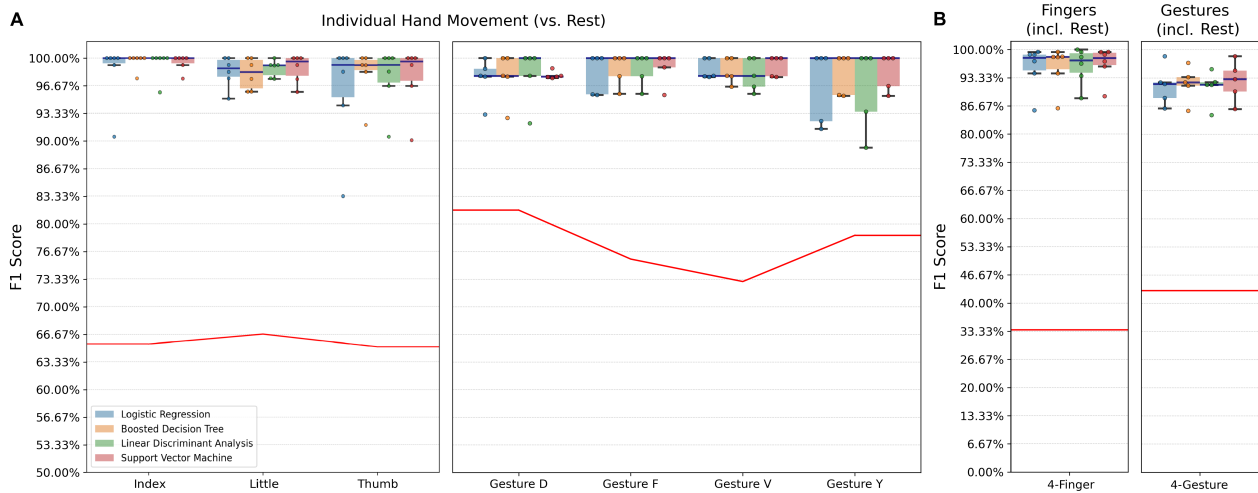 A
Individual Hand Movement (vs. Rest)
F1 Score
100.00%
96.67%
93.33%
90.00%
86.67%
83.33%
80.00%
76.67%
73.33%
70.00%
66.67%
63.33%
60.00%
56.67%
53.33%
50.00%
Logistic Regression
Boosted Decision Tree
Linear Discriminant Analysis
Support Vector Machine
Index
Little
Thumb
Gesture D
Gesture F
Gesture V
Gesture Y
B
Fingers
(incl. Rest)
Gestures
(incl. Rest)
F1 Score
100.00%
93.33%
86.67%
80.00%
73.33%
66.67%
60.00%
53.33%
46.67%
40.00%
33.33%
26.67%
20.00%
13.33%
6.67%
0.00%
4-Finger
4-Gesture